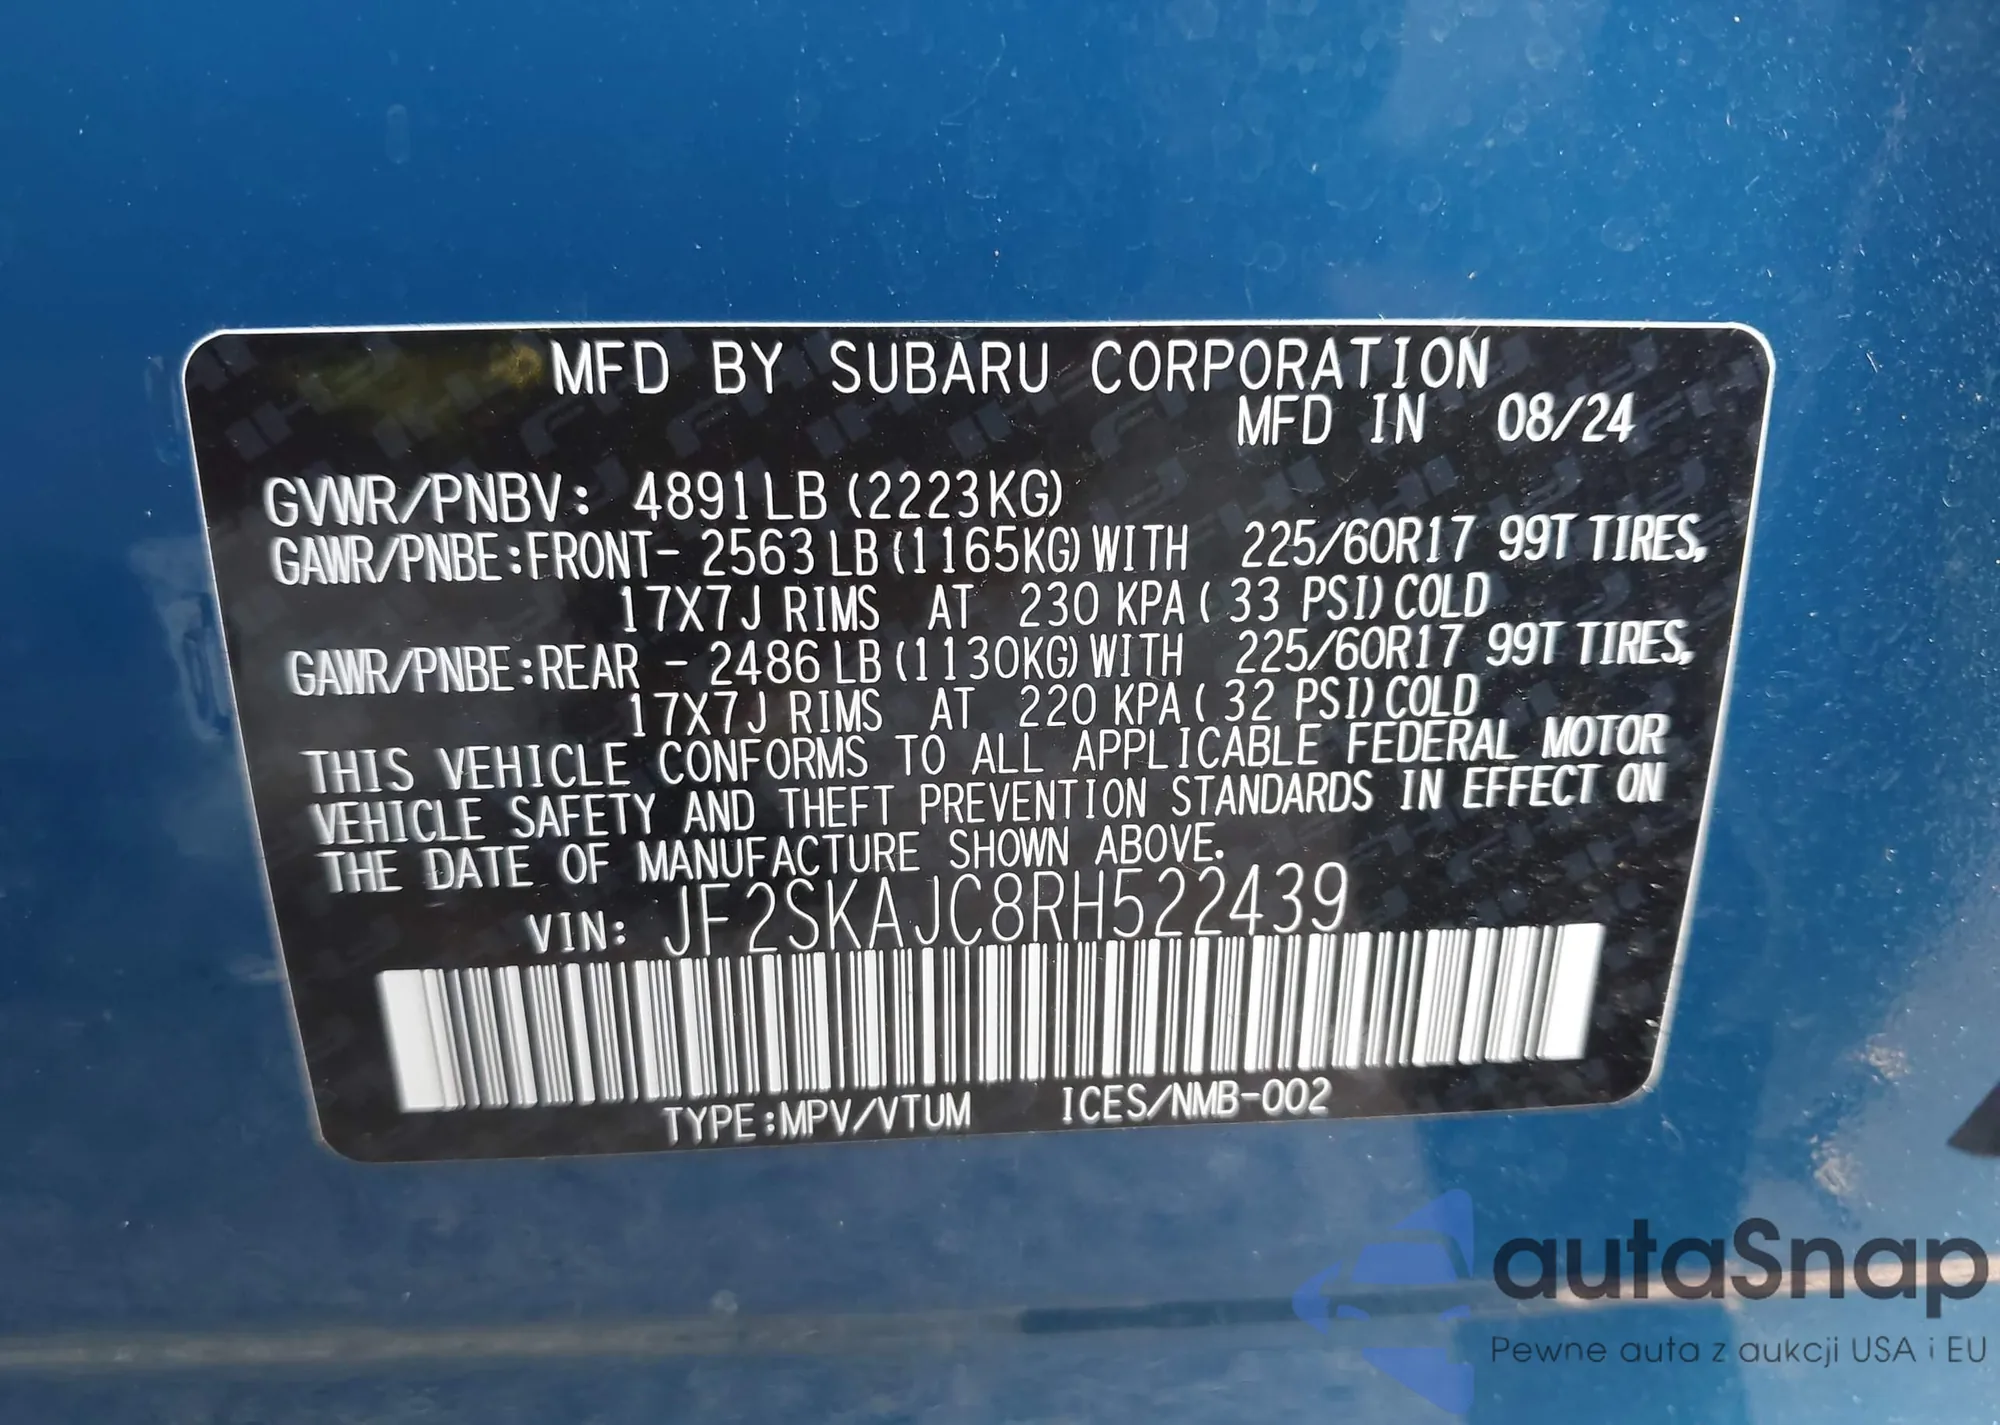 MFD BY SUBARU CORPORATION
MFD IN 08/24
GVWR/PNBV: 4891LB (2223KG)
GAWR/PNBE:FRONT- 2563 LB (1165KG) WITH 225/60R17 99T TIRES,
17X7J RIMS AT 230 KPA ( 33 PSI) COLD
GAWR/PNBE:REAR - 2486 LB (1130KG) WITH 225/60R17 99T TIRES,
17X7J RIMS AT 220 KPA ( 32 PSI) COLD
THIS VEHICLE CONFORMS TO ALL APPLICABLE FEDERAL MOTOR
VEHICLE SAFETY AND THEFT PREVENTION STANDARDS IN EFFECT ON
THE DATE OF MANUFACTURE SHOWN ABOVE.
VIN: JF2SKAJC8RH522439
TYPE:MPV/VTUM ICES/NMB-002
autaSnap
Pewne auta z aukcji USA i EU